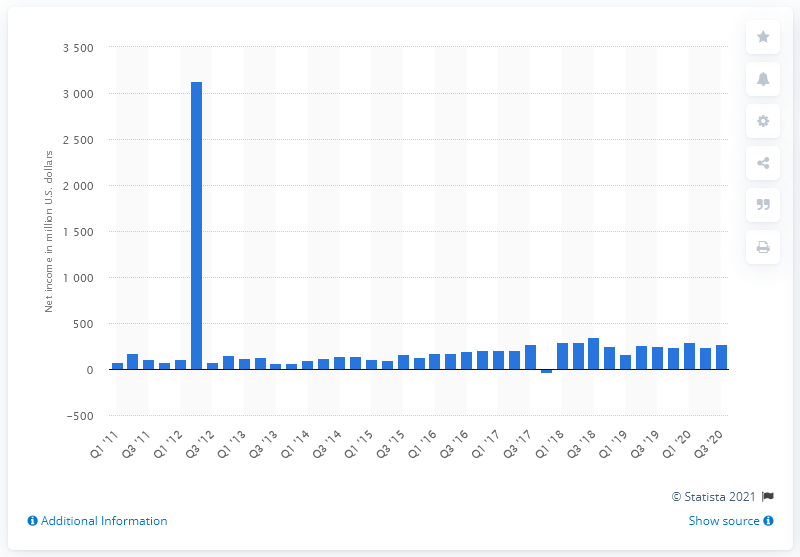 3 500
3 000
2 500
2 000
1 500
1 000
500
0
−500
Net income in million U.S. dollars
Q1 '11
Q3 '11
Q1 '12
Q3 '12
Q1 '13
Q3 '13
Q1 '14
Q3 '14
Q1 '15
Q3 '15
Q1 '16
Q3 '16
Q1 '17
Q3 '17
Q1 '18
Q3 '18
Q1 '19
Q3 '19
Q1 '20
Q3 '20
© Statista 2021
Additional Information
Show source